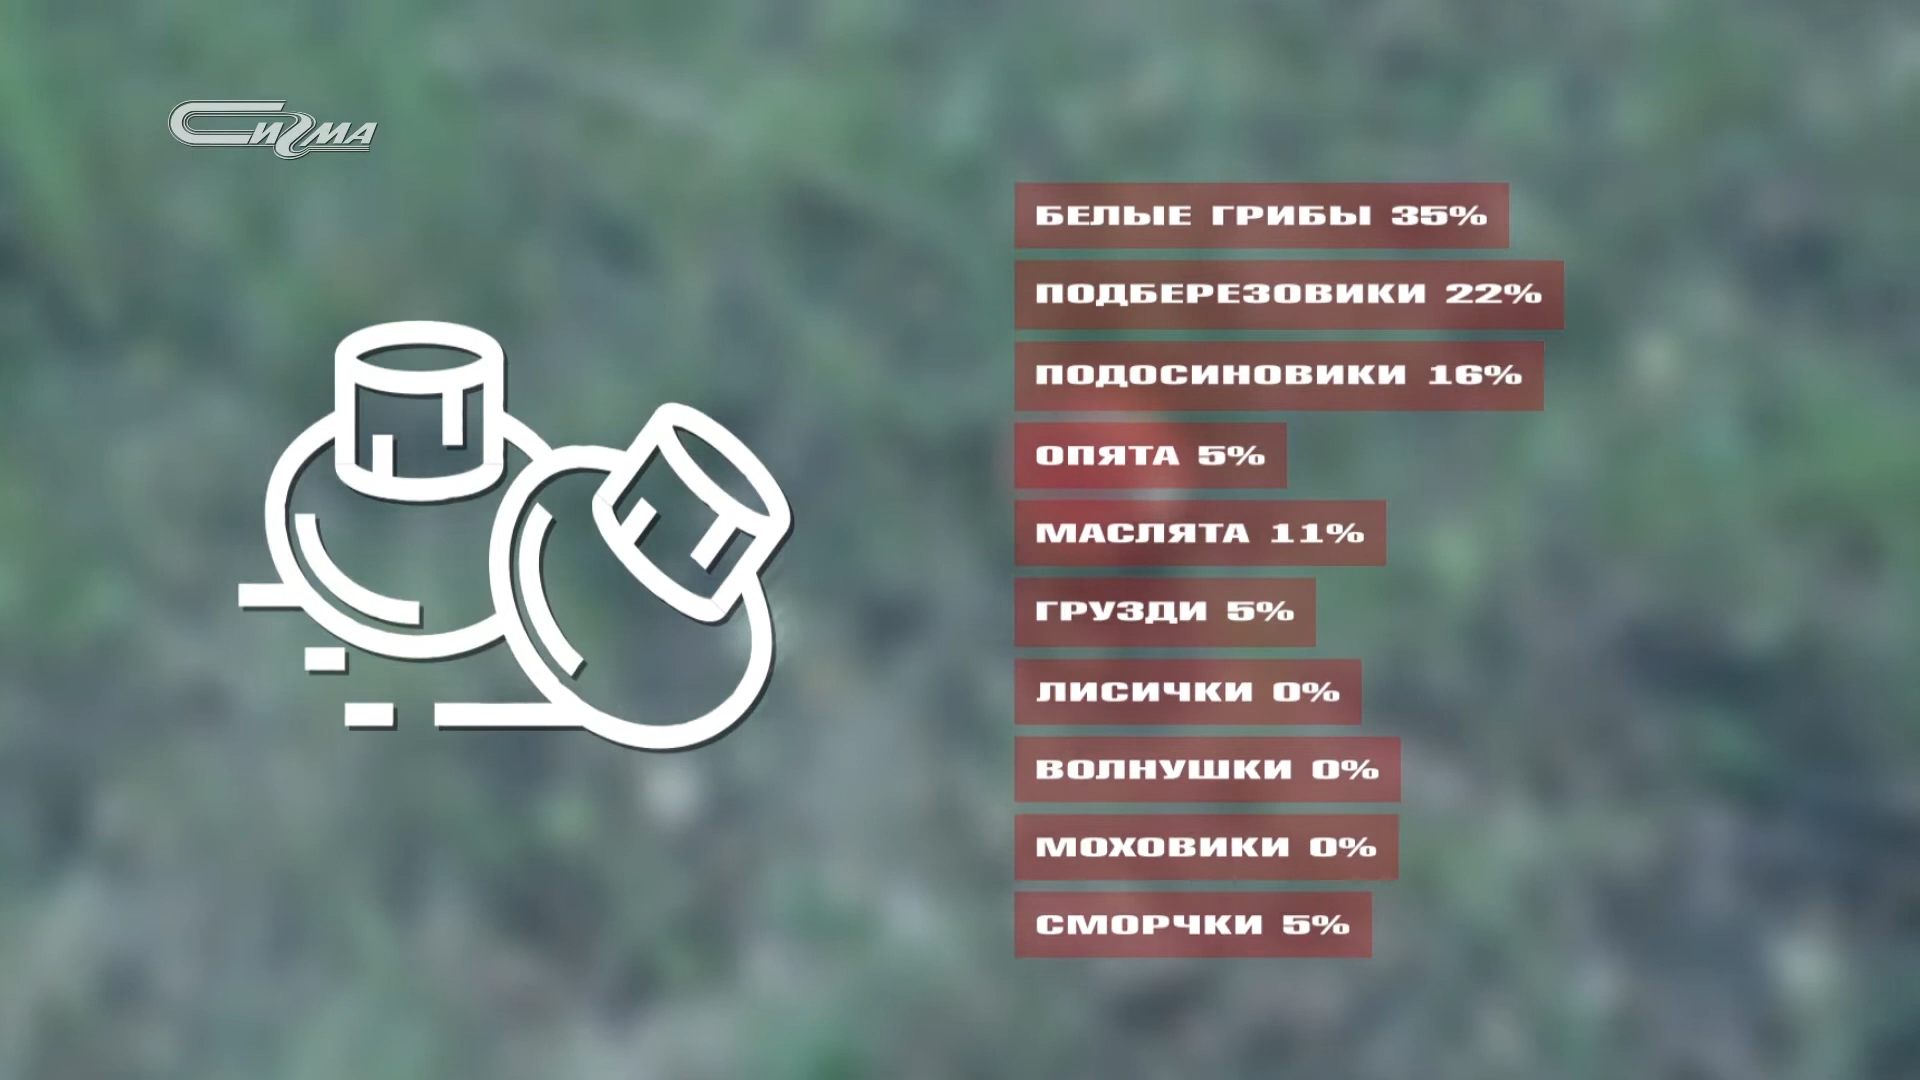 СИГМА
БЕЛЫЕ ГРИБЫ 35%
ПОДБЕРЕЗОВИКИ 22%
ПОДОСИНОВИКИ 16%
ОПЯТА 5%
МАСЛЯТА 11%
ГРУЗДИ 5%
ЛИСИЧКИ 0%
ВОЛНУШКИ 0%
МОХОВИКИ 0%
СМОРЧКИ 5%